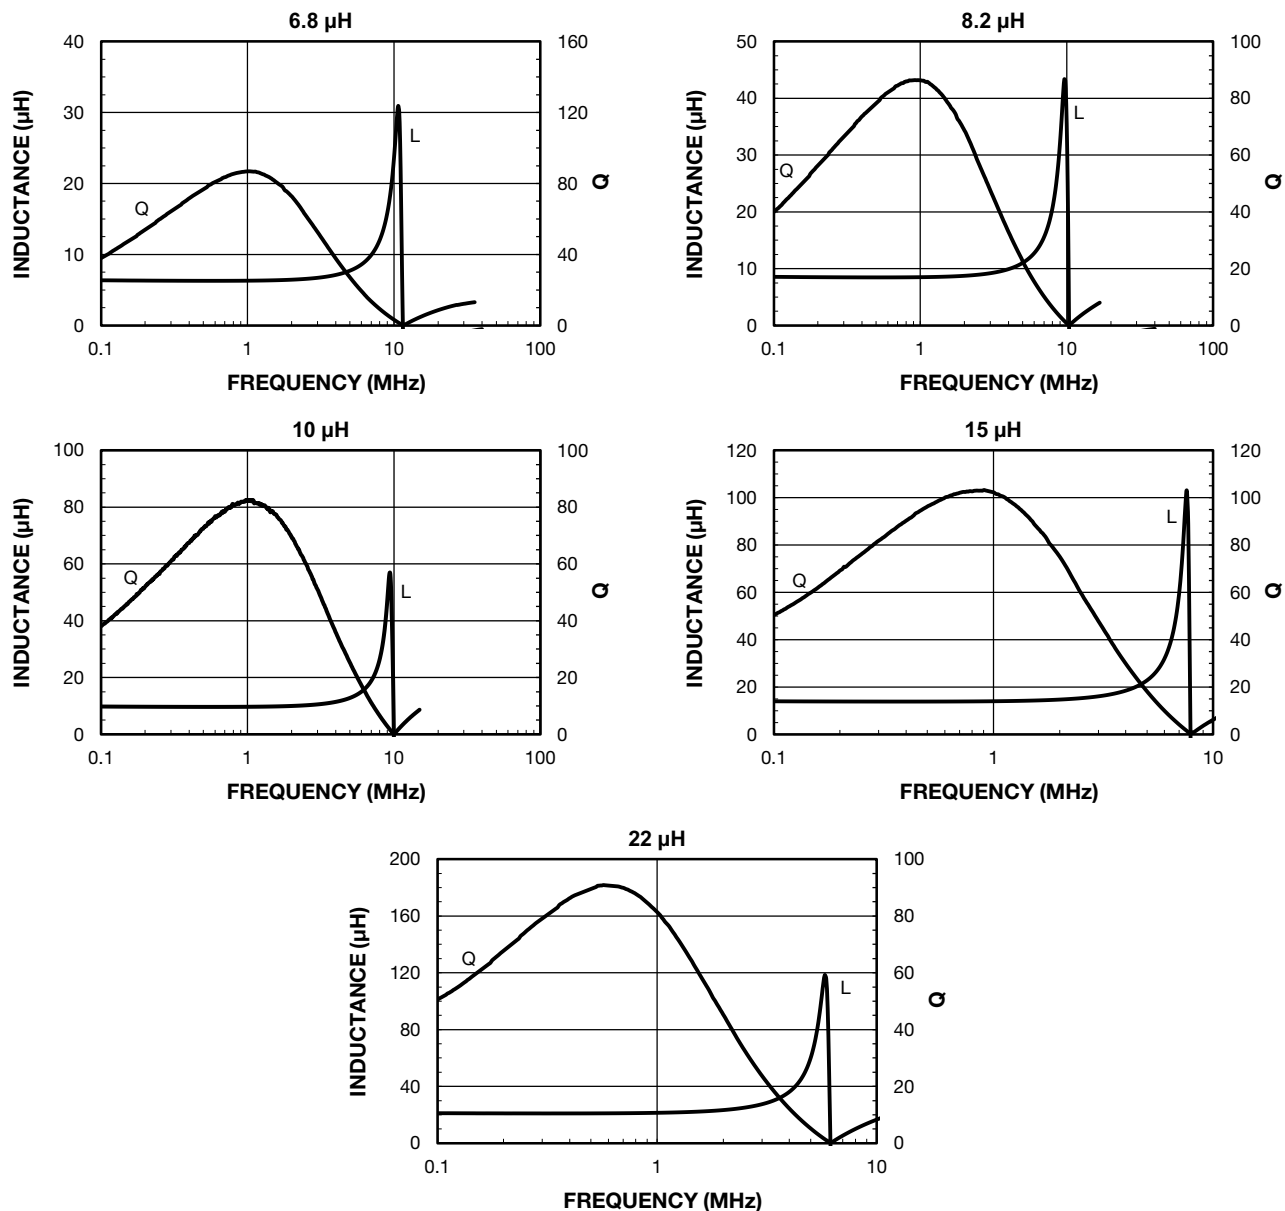 6.8 µH
40
30
20
10
0
160
120
80
40
0
0.1 1 10 100
INDUCTANCE (µH)
Q
Q
L
FREQUENCY (MHz)
8.2 µH
50
40
30
20
10
0
100
80
60
40
20
0
0.1 1 10 100
INDUCTANCE (µH)
Q
Q
L
FREQUENCY (MHz)
10 µH
100
80
60
40
20
0
100
80
60
40
20
0
0.1 1 10 100
INDUCTANCE (µH)
Q
Q
L
FREQUENCY (MHz)
15 µH
120
100
80
60
40
20
0
120
100
80
60
40
20
0
0.1 1 10
INDUCTANCE (µH)
Q
Q
L
FREQUENCY (MHz)
22 µH
200
160
120
80
40
0
100
80
60
40
20
0
0.1 1 10
INDUCTANCE (µH)
Q
Q
L
FREQUENCY (MHz)